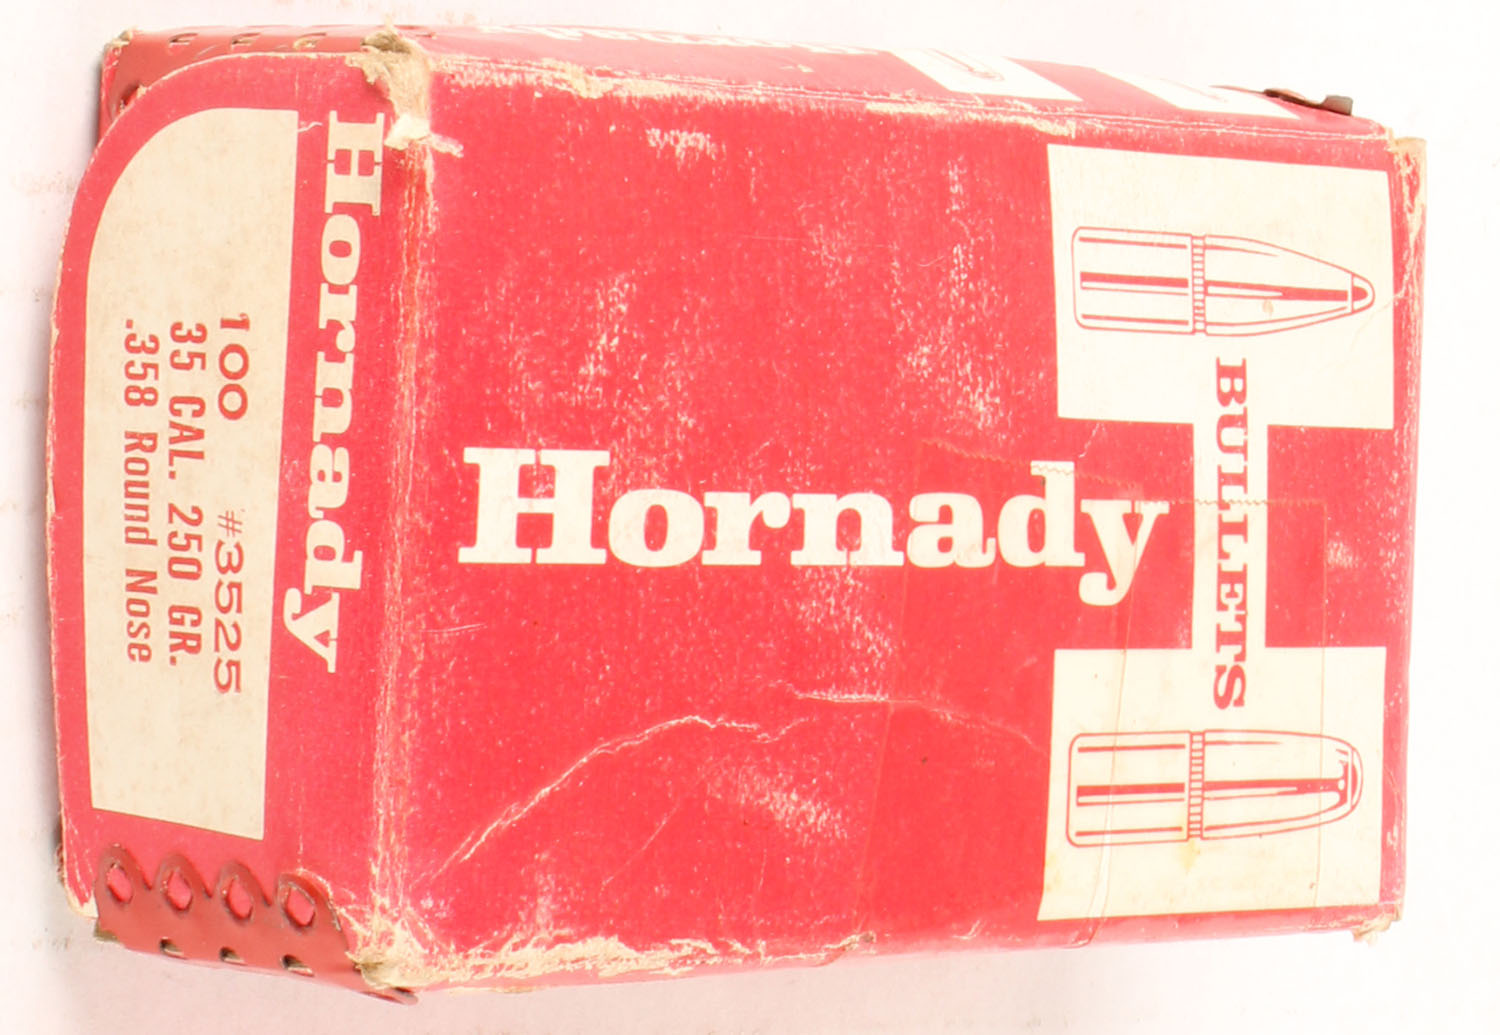 Hornady
BULLETS
Hornady
100 #3525
35 CAL. 250 GR.
.358 Round Nose